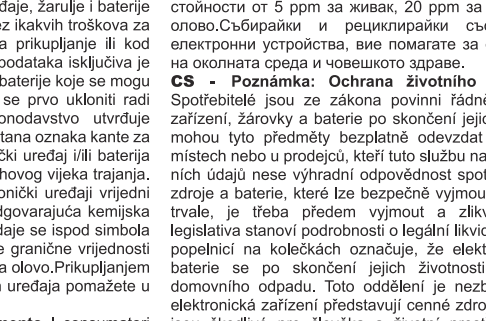 đaje, žarulje i baterije
ez ikakvih troškova za
a prikupljanje ili kod
podataka isključiva je
baterije koje se mogu
se prvo ukloniti radi
onodavstvo utvrđuje
tana oznaka kante za
čki uređaj i/ili baterija
hovog vijeka trajanja.
onički uređaji vrijedni
dgovarajuća kemijska
daje se ispod simbola
e granične vrijednosti
a olovo.Prikupljanjem
h uređaja pomažete u
стойности от 5 ppm за живак, 20 ppm за
олово.Събирайки и рециклирайки съ
електронни устройства, вие помагате за
на околната среда и човешкото здраве.
CS - Poznámka: Ochrana životního
Spotřebitelé jsou ze zákona povinni řádně
zařízení, žárovky a baterie po skončení jejic
mohou tyto předměty bezplatně odevzdat
místech nebo u prodejců, kteří tuto službu na
ních údajů nese výhradní odpovědnost spot
zdroje a baterie, které lze bezpečně vyjmou
trvale, je třeba předem vyjmout a zlikv
legislativa stanoví podrobnosti o legální likvid
popelnicí na kolečkách označuje, že elekt
baterie se po skončení jejich životnosti
domovního odpadu. Toto oddělení je nezb
elektronická zařízení představují cenné zdro